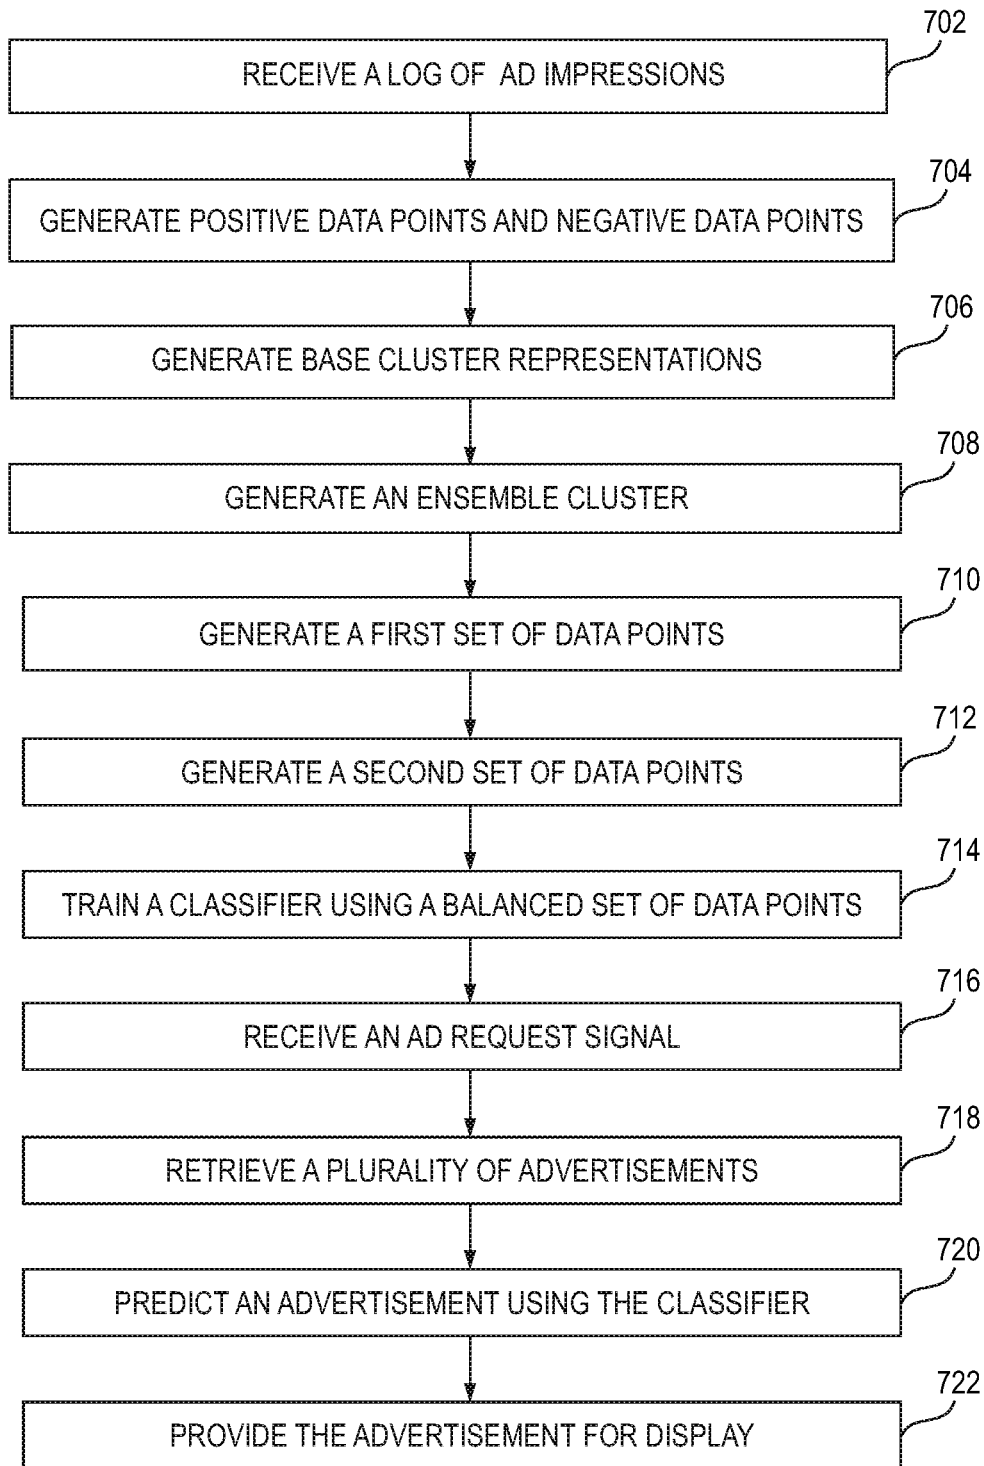 702
RECEIVE A LOG OF AD IMPRESSIONS
704
GENERATE POSITIVE DATA POINTS AND NEGATIVE DATA POINTS
706
GENERATE BASE CLUSTER REPRESENTATIONS
708
GENERATE AN ENSEMBLE CLUSTER
710
GENERATE A FIRST SET OF DATA POINTS
712
GENERATE A SECOND SET OF DATA POINTS
714
TRAIN A CLASSIFIER USING A BALANCED SET OF DATA POINTS
716
RECEIVE AN AD REQUEST SIGNAL
718
RETRIEVE A PLURALITY OF ADVERTISEMENTS
720
PREDICT AN ADVERTISEMENT USING THE CLASSIFIER
722
PROVIDE THE ADVERTISEMENT FOR DISPLAY